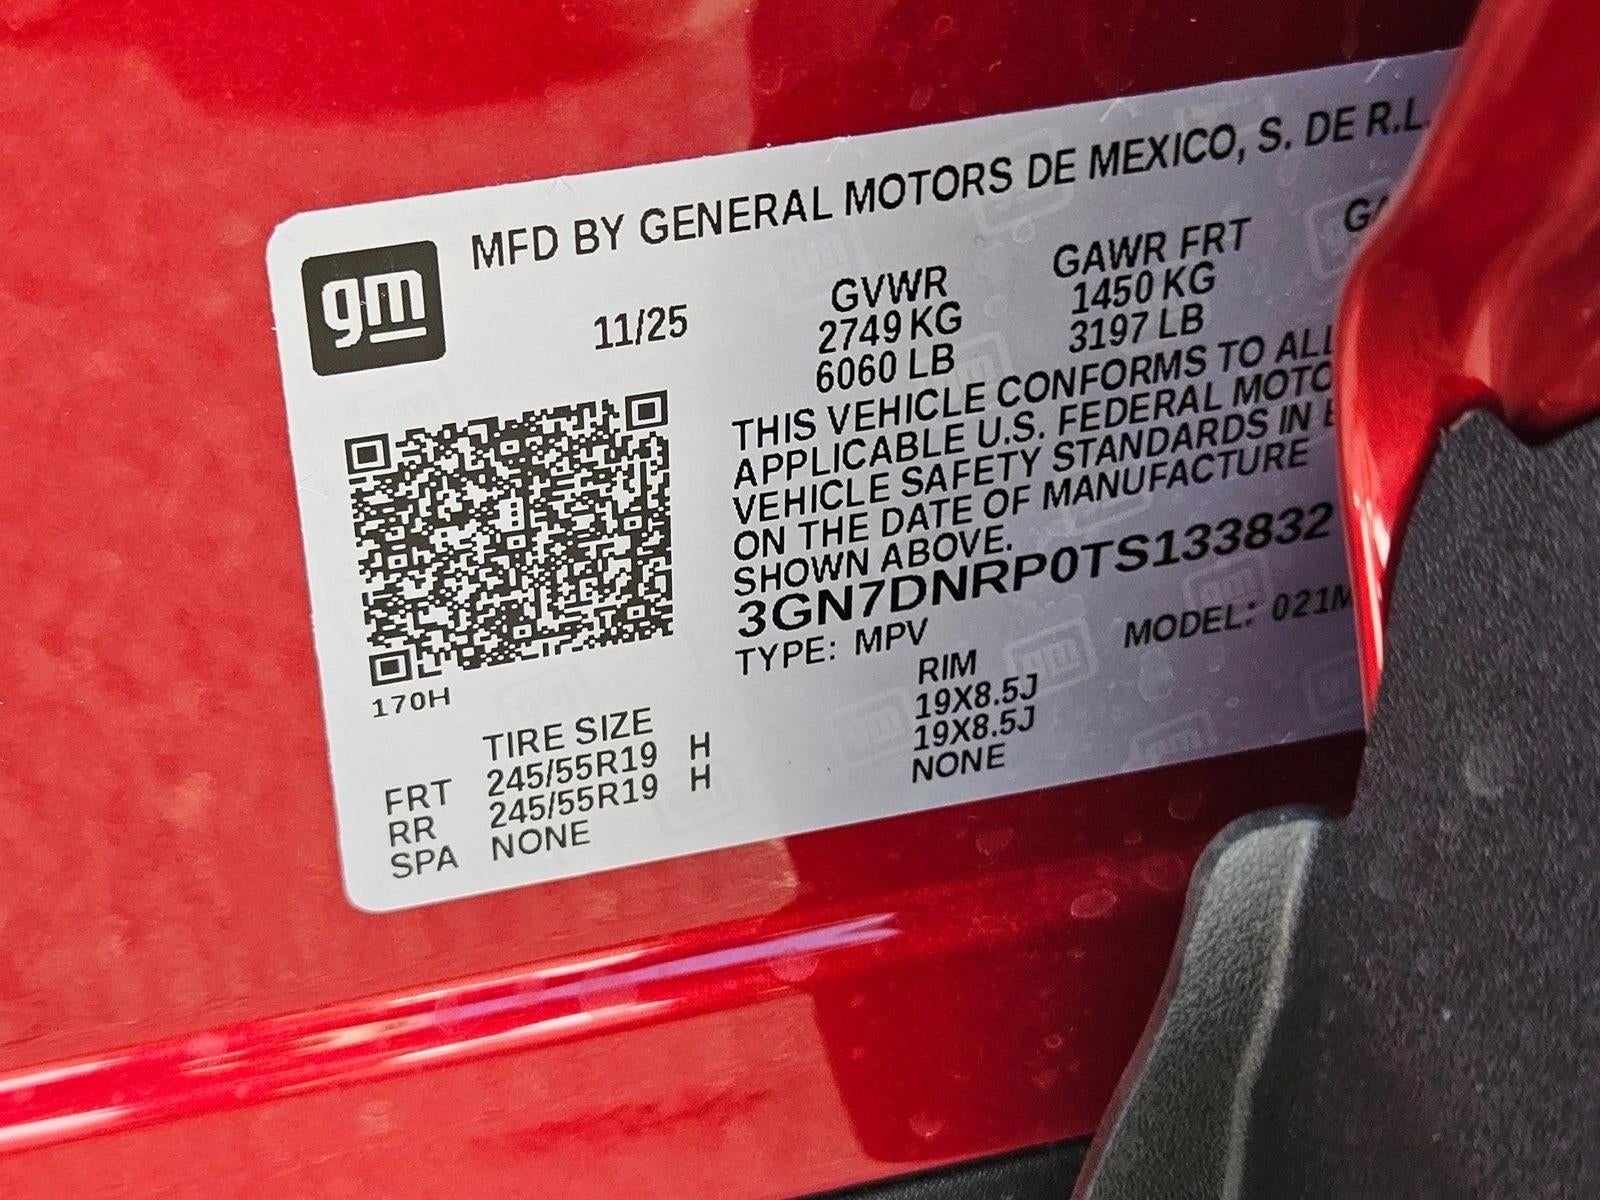 gm
MFD BY GENERAL MOTORS DE MEXICO, S. DE R.L.
11/25
GVWR
2749 KG
6060 LB
GAWR FRT
1450 KG
3197 LB
THIS VEHICLE CONFORMS TO ALL
APPLICABLE U.S. FEDERAL MOTO
VEHICLE SAFETY STANDARDS IN
ON THE DATE OF MANUFACTURE
SHOWN ABOVE.
3GN7DNRP0TS133832
TYPE: MPV
MODEL: 021M
170H
TIRE SIZE
RIM
FRT 245/55R19 H 19X8.5J
RR 245/55R19 H 19X8.5J
SPA NONE NONE